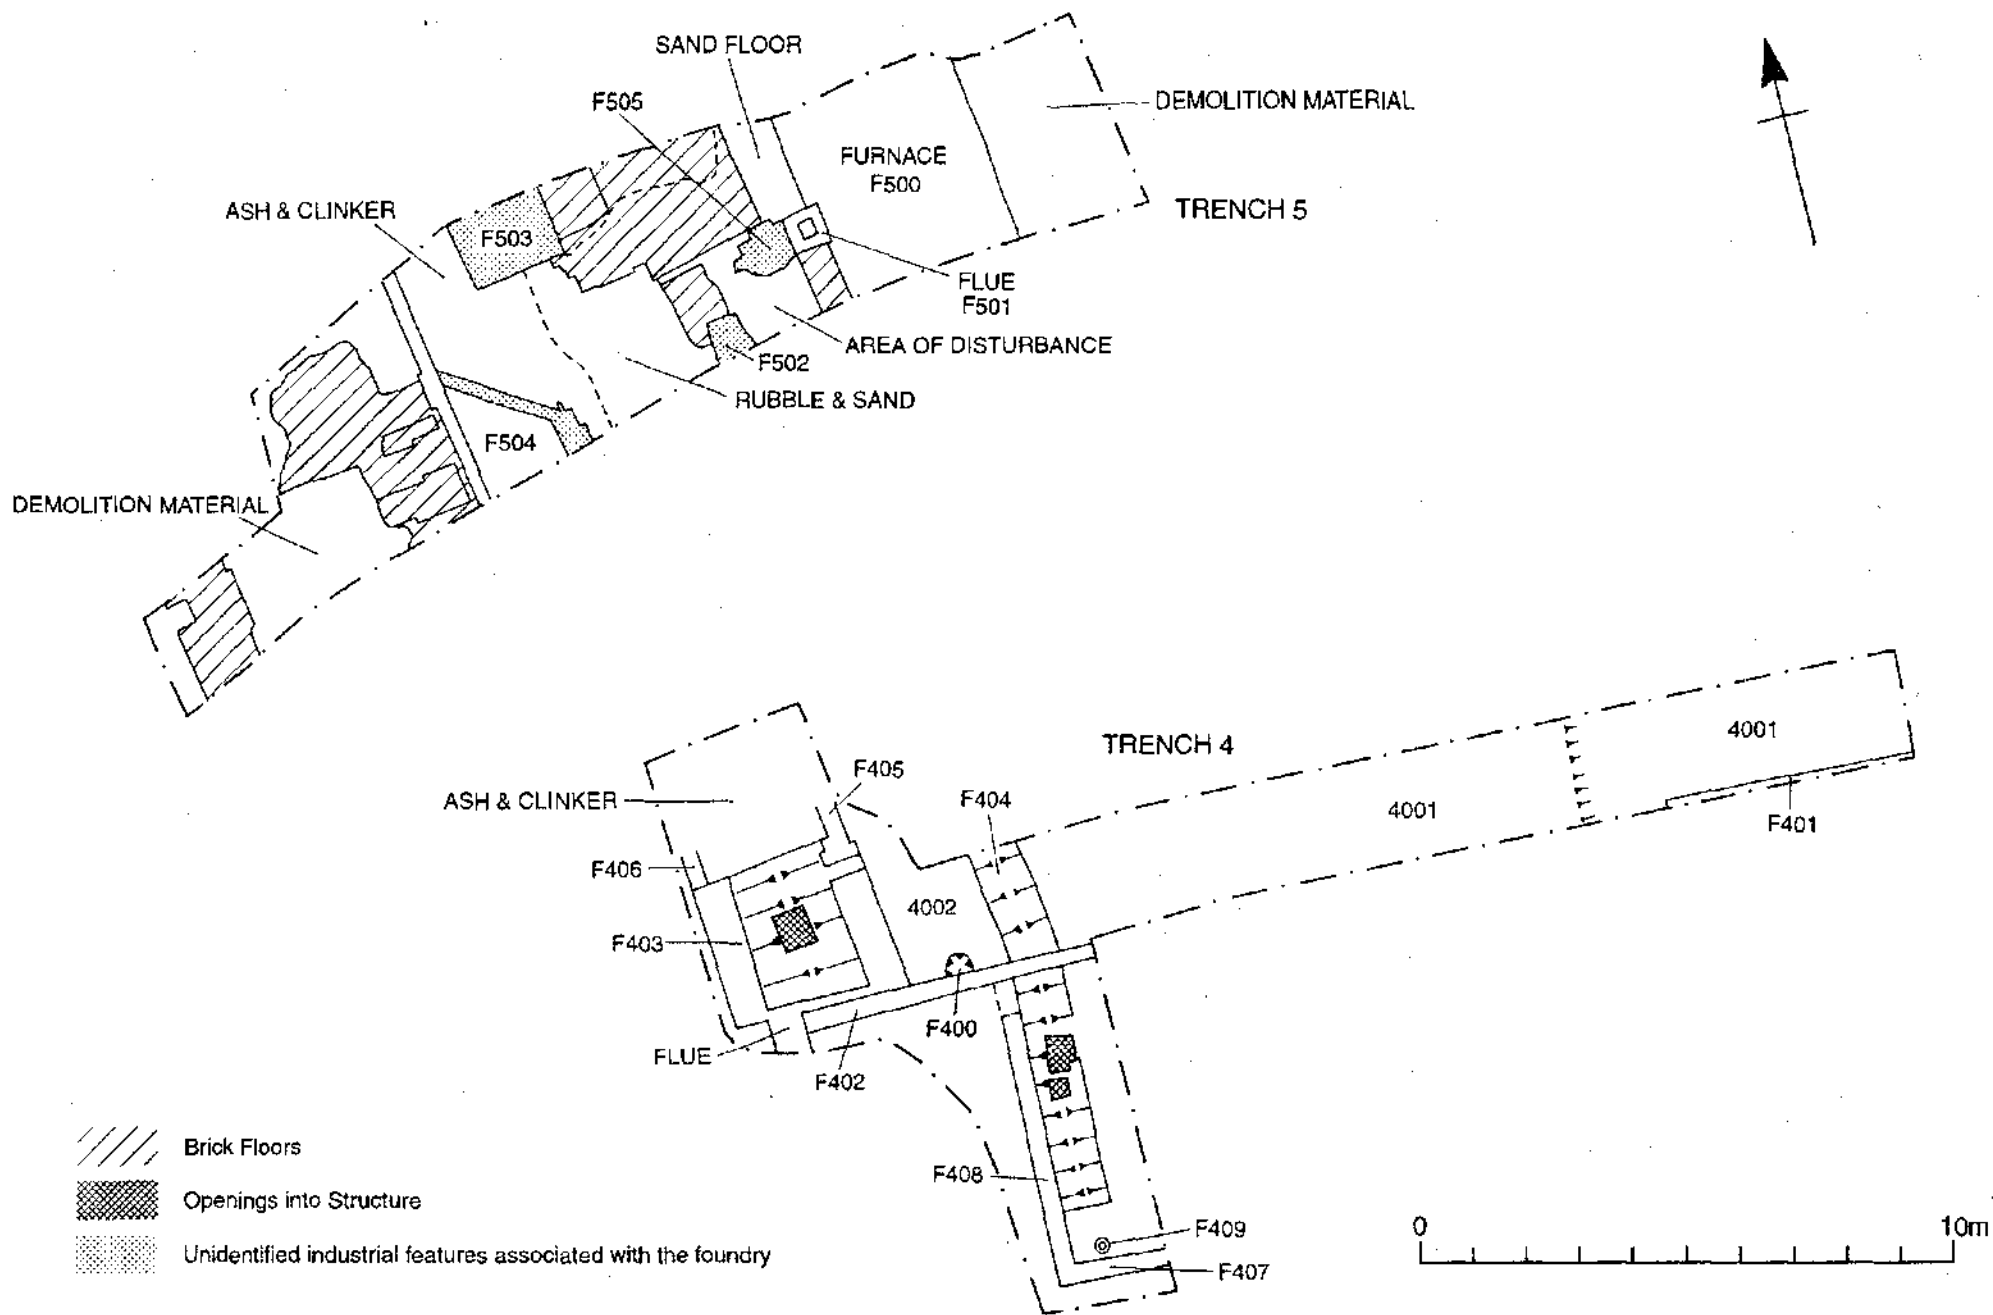 SAND FLOOR
F505
DEMOLITION MATERIAL
FURNACE
F500
ASH & CLINKER
F503
TRENCH 5
FLUE
F501
AREA OF DISTURBANCE
F502
RUBBLE & SAND
F504
DEMOLITION MATERIAL
TRENCH 4
4001
F405
ASH & CLINKER
F404
4001
F401
F406
4002
F403
F400
FLUE
F402
Brick Floors
F408
Openings into Structure
F409
0
10m
Unidentified industrial features associated with the foundry
F407